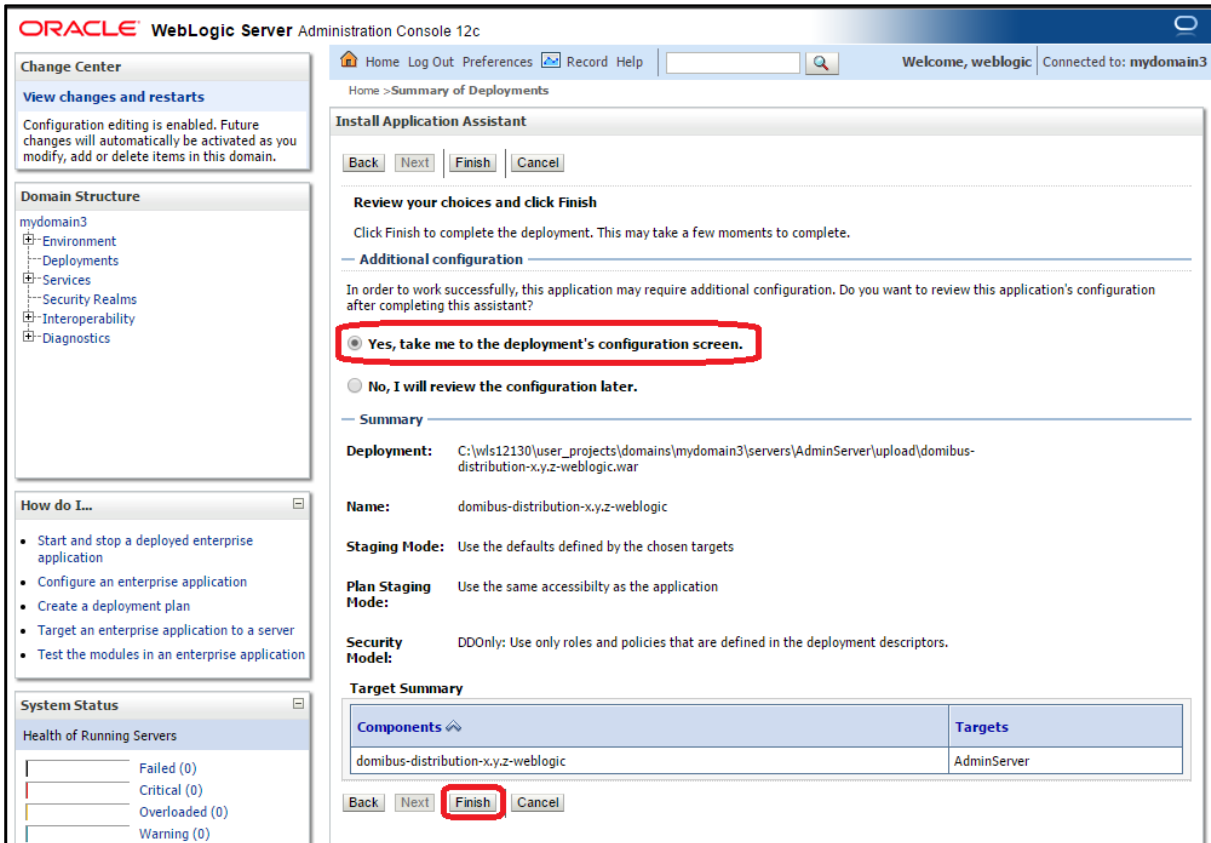 ORACLE WebLogic Server Administration Console 12c
Change Center
View changes and restarts
Configuration editing is enabled. Future
changes will automatically be activated as you
modify, add or delete items in this domain.
Domain Structure
mydomain3
Environment
Deployments
Services
Security Realms
Interoperability
Diagnostics
How do I...
Start and stop a deployed enterprise
application
Configure an enterprise application
Create a deployment plan
Target an enterprise application to a server
Test the modules in an enterprise application
System Status
Health of Running Servers
Failed (0)
Critical (0)
Overloaded (0)
Warning (0)
Home Log Out Preferences Record Help
Welcome, weblogic Connected to: mydomain3
Home >Summary of Deployments
Install Application Assistant
Back Next Finish Cancel
Review your choices and click Finish
Click Finish to complete the deployment. This may take a few moments to complete.
Additional configuration
In order to work successfully, this application may require additional configuration. Do you want to review this application's configuration
after completing this assistant?
Yes, take me to the deployment's configuration screen.
No, I will review the configuration later.
Summary
Deployment: C:\wls12130\user_projects\domains\mydomain3\servers\AdminServer\upload\domibus-
distribution-x.y.z-weblogic.war
Name: domibus-distribution-x.y.z-weblogic
Staging Mode: Use the defaults defined by the chosen targets
Plan Staging Use the same accessibilty as the application
Mode:
Security DDOnly: Use only roles and policies that are defined in the deployment descriptors.
Model:
Target Summary
Components Targets
domibus-distribution-x.y.z-weblogic AdminServer
Back Next Finish Cancel